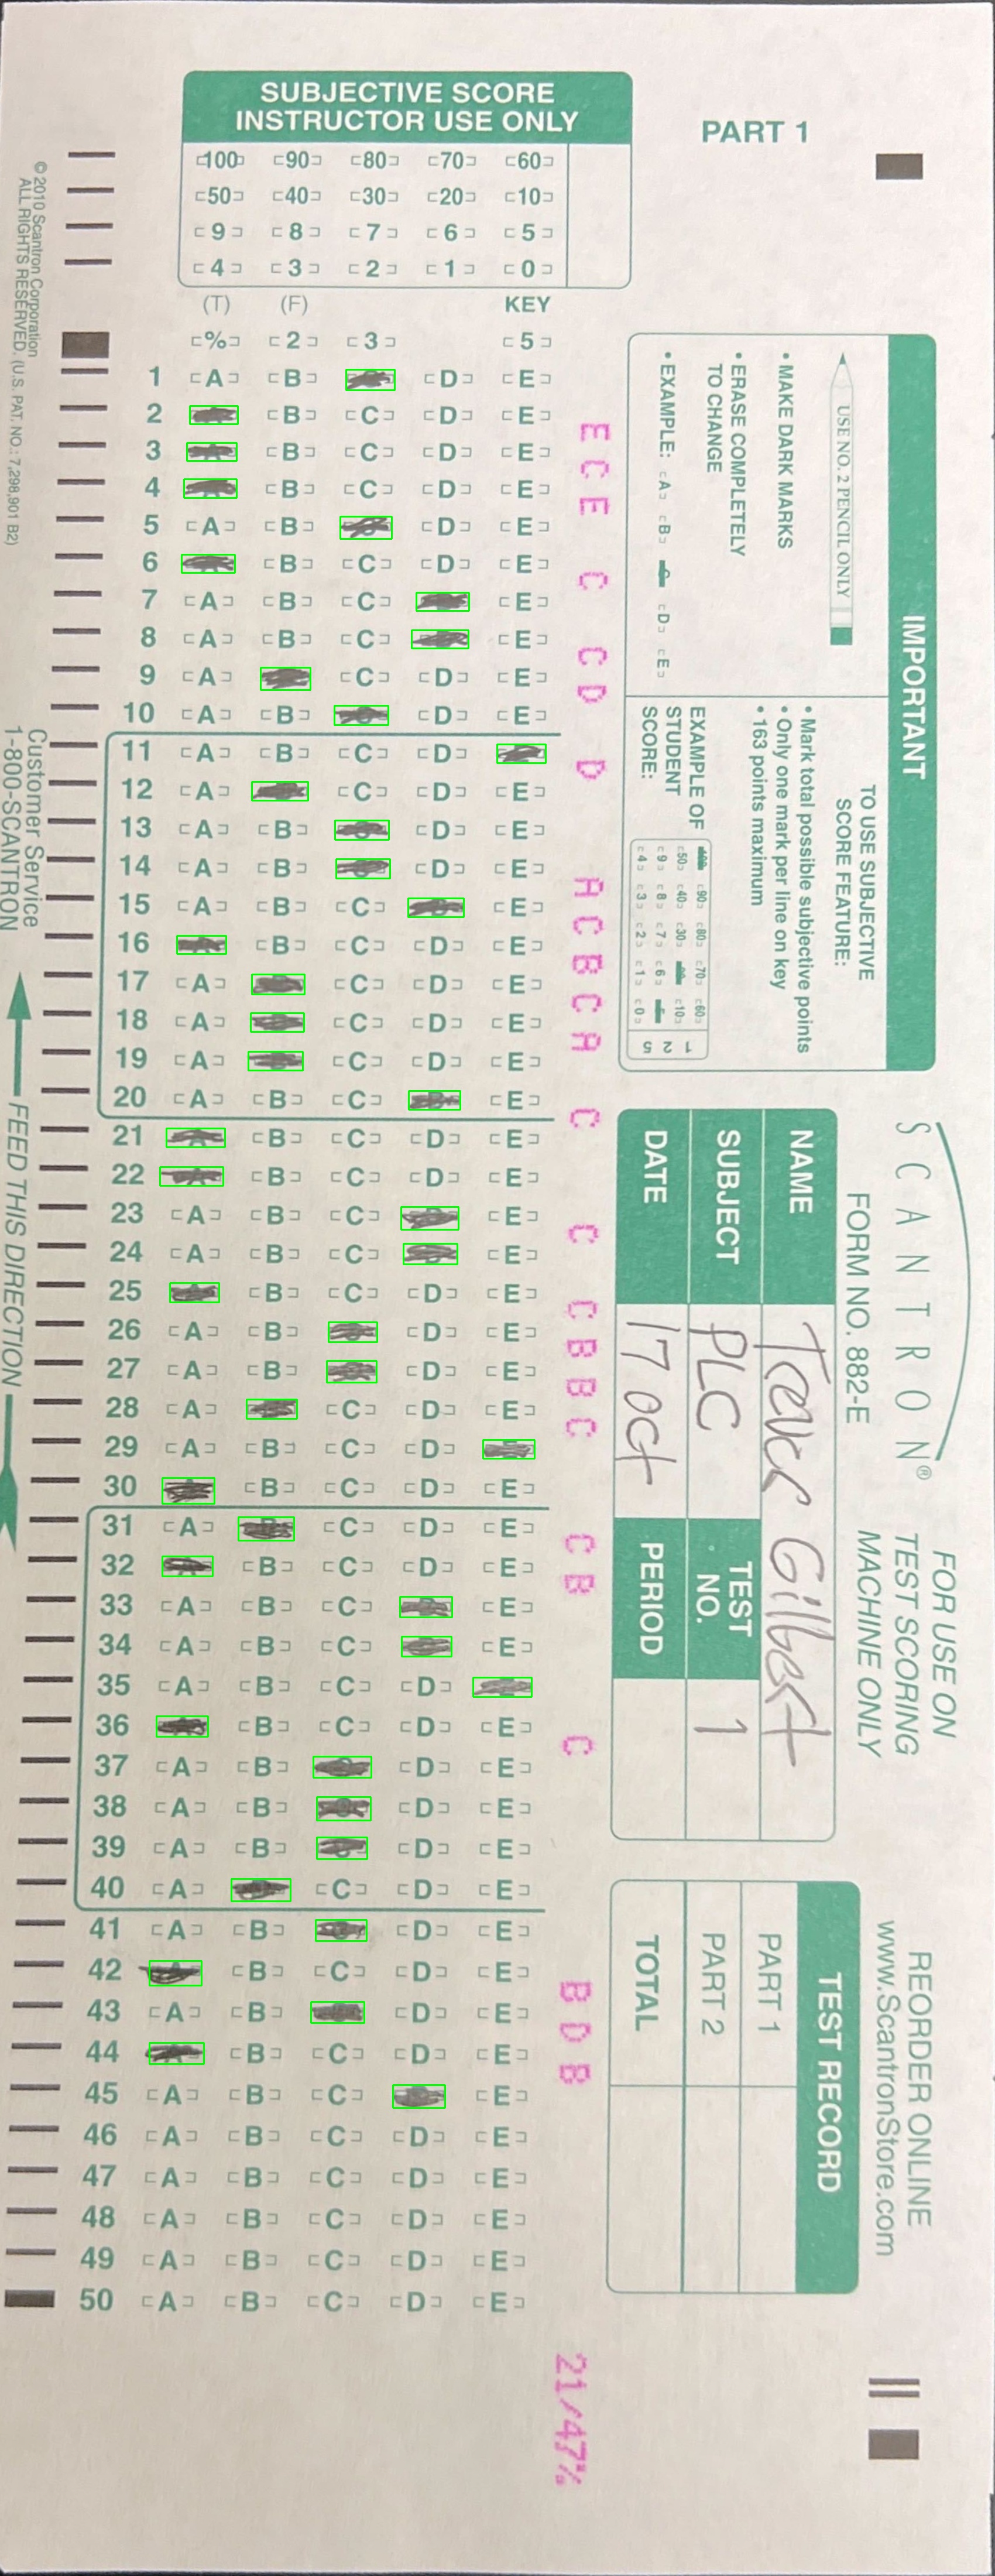 SUBJECTIVE SCORE
INSTRUCTOR USE ONLY
100 90 80 70 60
50 40 30 20 10
9 8 7 6 5
4 3 2 1 0
PART 1
(T) (F) KEY
% 2 3 5
1 A B D E
2 B C D E
3 B C D E
4 B C D E
5 A B D E
6 B C D E
7 A B C E
8 A B C E
9 A C D E
10 A B D E
11 A B C D
12 A C D E
13 A B D E
14 A B D E
15 A B C E
16 B C D E
17 A C D E
18 A C D E
19 A C D E
20 A B C E
21 B C D E
22 B C D E
23 A B C E
24 A B C E
25 B C D E
26 A B D E
27 A B D E
28 A C D E
29 A B C D
30 B C D E
31 A C D E
32 B C D E
33 A B C E
34 A B C E
35 A B C D
36 B C D E
37 A B D E
38 A B D E
39 A B D E
40 A C D E
41 A B D E
42 B C D E
43 A B D E
44 B C D E
45 A B C E
46 A B C D E
47 A B C D E
48 A B C D E
49 A B C D E
50 A B C D E
E C E C C D D A C B C A C C C B B C C B C B D B 21/47%
IMPORTANT
USE NO. 2 PENCIL ONLY
• MAKE DARK MARKS
• ERASE COMPLETELY
TO CHANGE
• EXAMPLE: A B D E
TO USE SUBJECTIVE
SCORE FEATURE:
• Mark total possible subjective points
• Only one mark per line on key
• 163 points maximum
EXAMPLE OF
STUDENT
SCORE:
90 80 70 60
50 40 30 10
9 8 7 6
4 3 2 1 0
1 2 5
SCANTRON®
FORM NO. 882-E
FOR USE ON
TEST SCORING
MACHINE ONLY
NAME Trevor Gilbert
SUBJECT PLC
TEST NO. 1
DATE 17 Oct
PERIOD
REORDER ONLINE
www.ScantronStore.com
TEST RECORD
PART 1
PART 2
TOTAL
© 2010 Scantron Corporation
ALL RIGHTS RESERVED. (U.S. PAT. NO.: 7,298,901 B2)
Customer Service
1-800-SCANTRON
FEED THIS DIRECTION